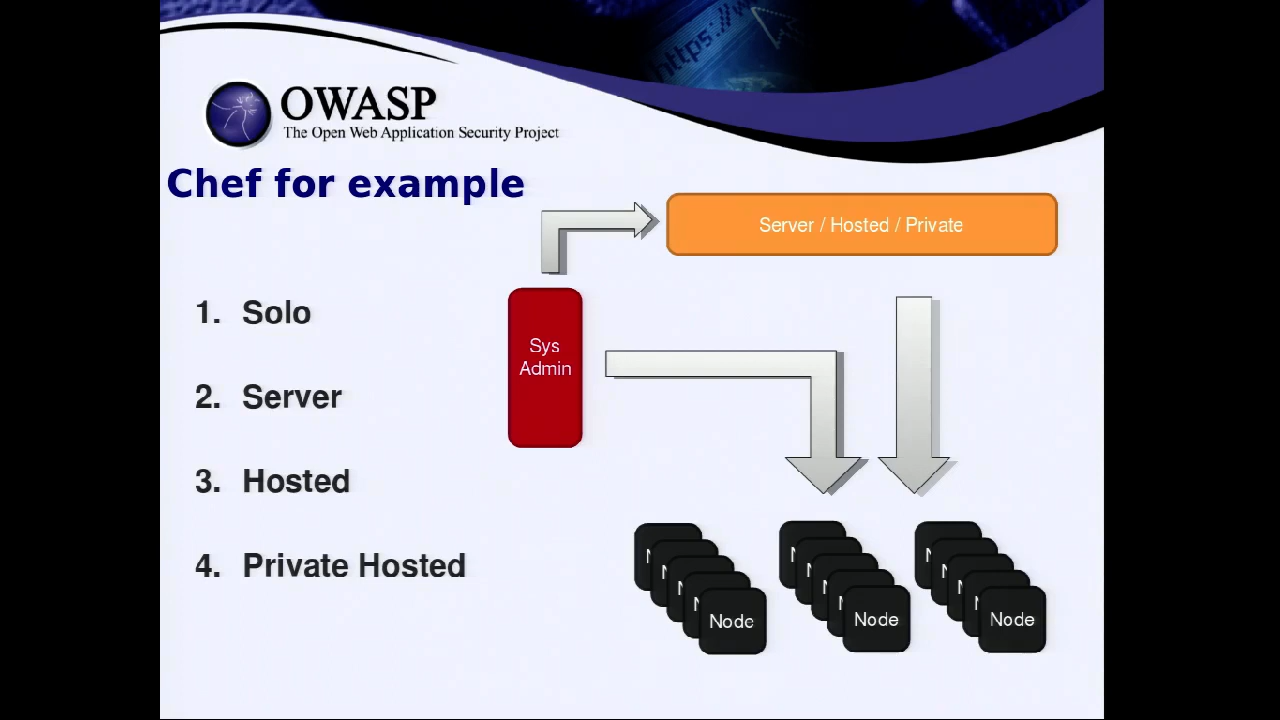 https://w
OWASP
The Open Web Application Security Project
Chef for example
Server / Hosted / Private
1. Solo
2. Server
3. Hosted
4. Private Hosted
Sys
Admin
Node
Node
Node